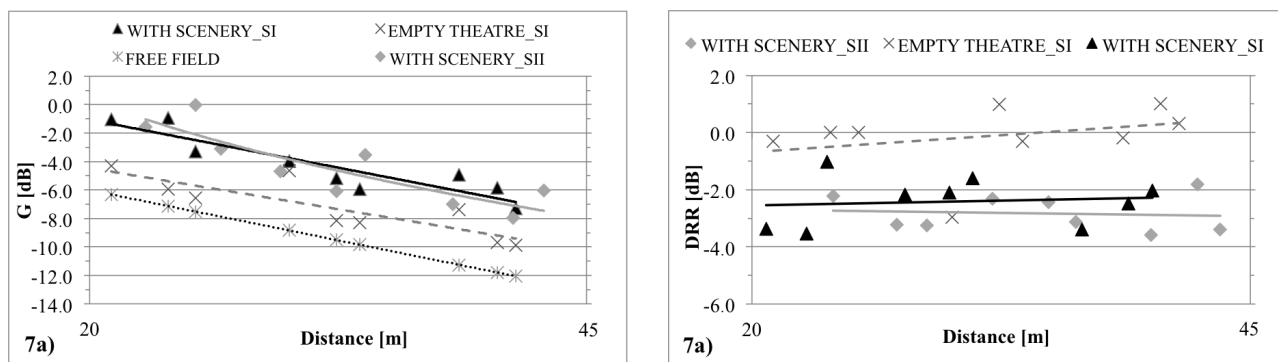 WITH SCENERY_SI EMPTY THEATRE_SI
FREE FIELD WITH SCENERY_SII
2.0
0.0
-2.0
-4.0
-6.0
-8.0
-10.0
-12.0
-14.0
G [dB]
20 45
Distance [m]
7a)
WITH SCENERY_SII EMPTY THEATRE_SI WITH SCENERY_SI
2.0
0.0
-2.0
-4.0
-6.0
DRR [dB]
20 45
Distance [m]
7a)